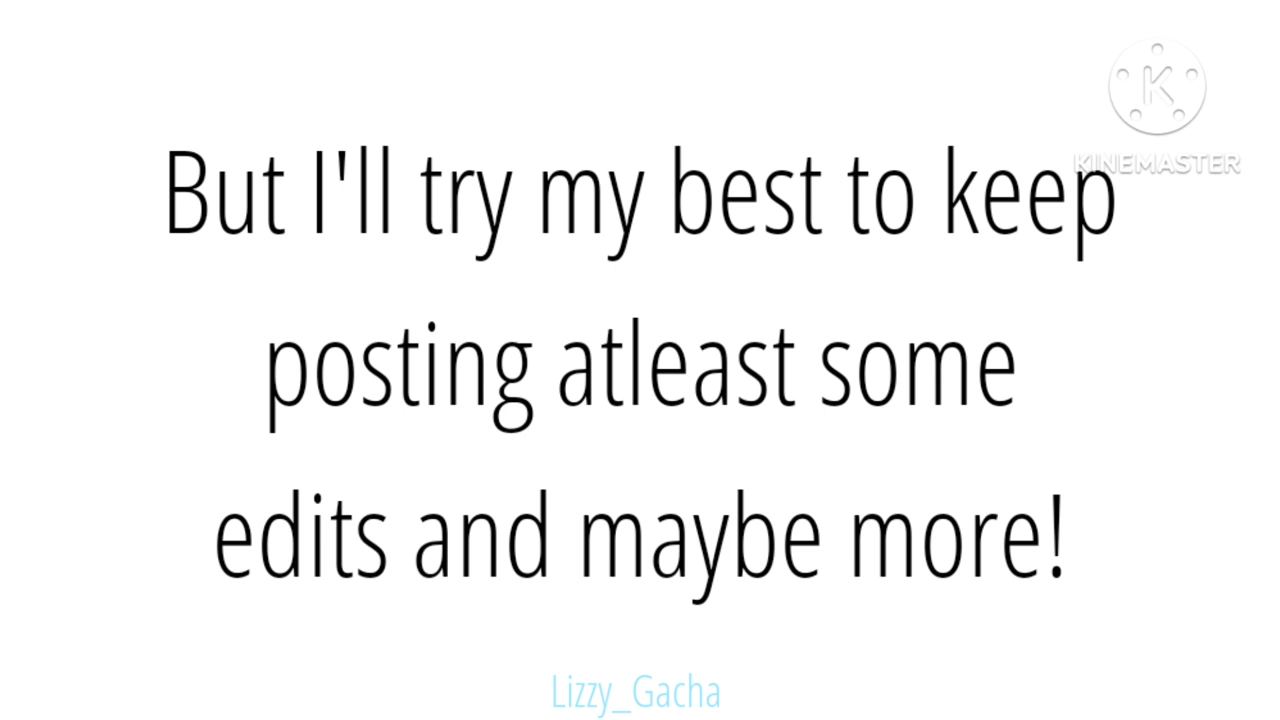 K
KINEMASTER
But I'll try my best to keep
posting atleast some
edits and maybe more!
Lizzy_Gacha